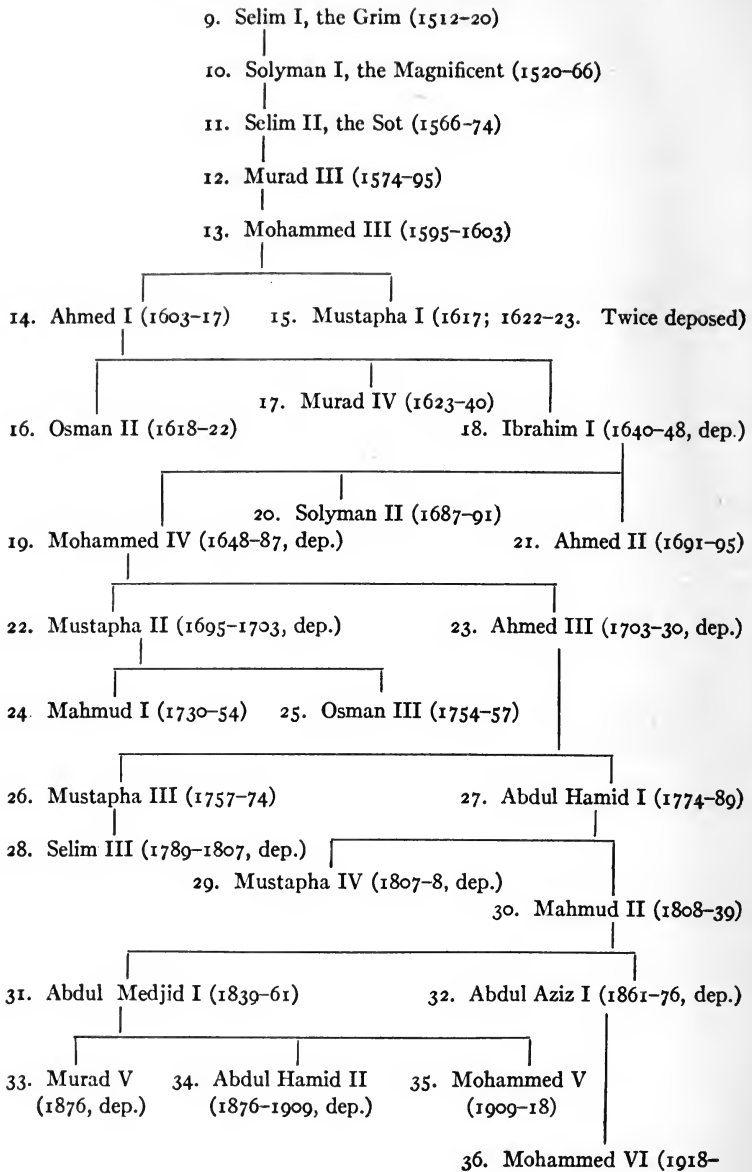 9. Selim I, the Grim (1512–20)
10. Solyman I, the Magnificent (1520–66)
11. Selim II, the Sot (1566–74)
12. Murad III (1574–95)
13. Mohammed III (1595–1603)
14. Ahmed I (1603–17) 15. Mustapha I (1617; 1622–23. Twice deposed)
17. Murad IV (1623–40)
16. Osman II (1618–22) 18. Ibrahim I (1640–48, dep.)
20. Solyman II (1687–91)
19. Mohammed IV (1648–87, dep.) 21. Ahmed II (1691–95)
22. Mustapha II (1695–1703, dep.) 23. Ahmed III (1703–30, dep.)
24. Mahmud I (1730–54) 25. Osman III (1754–57)
26. Mustapha III (1757–74) 27. Abdul Hamid I (1774–89)
28. Selim III (1789–1807, dep.)
29. Mustapha IV (1807–8, dep.)
30. Mahmud II (1808–39)
31. Abdul Medjid I (1839–61) 32. Abdul Aziz I (1861–76, dep.)
33. Murad V 34. Abdul Hamid II 35. Mohammed V
(1876, dep.) (1876–1909, dep.) (1909–18)
36. Mohammed VI (1918–